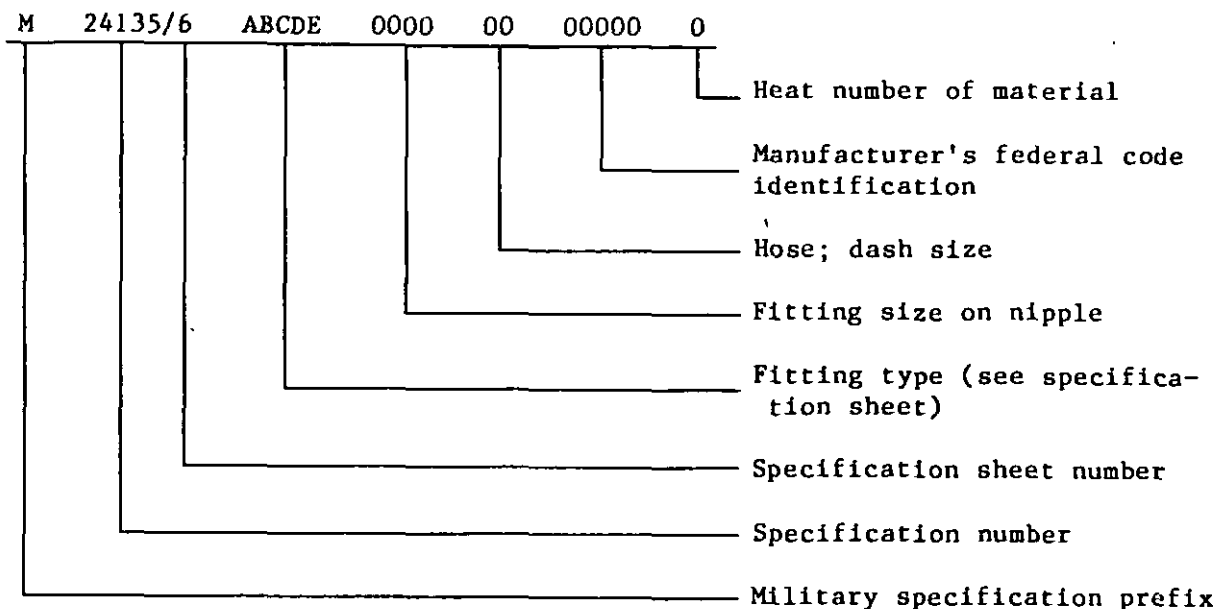 M 24135/6 ABCDE 0000 00 00000 0
Heat number of material
Manufacturer's federal code
identification
Hose; dash size
Fitting size on nipple
Fitting type (see specifica-
tion sheet)
Specification sheet number
Specification number
Military specification prefix